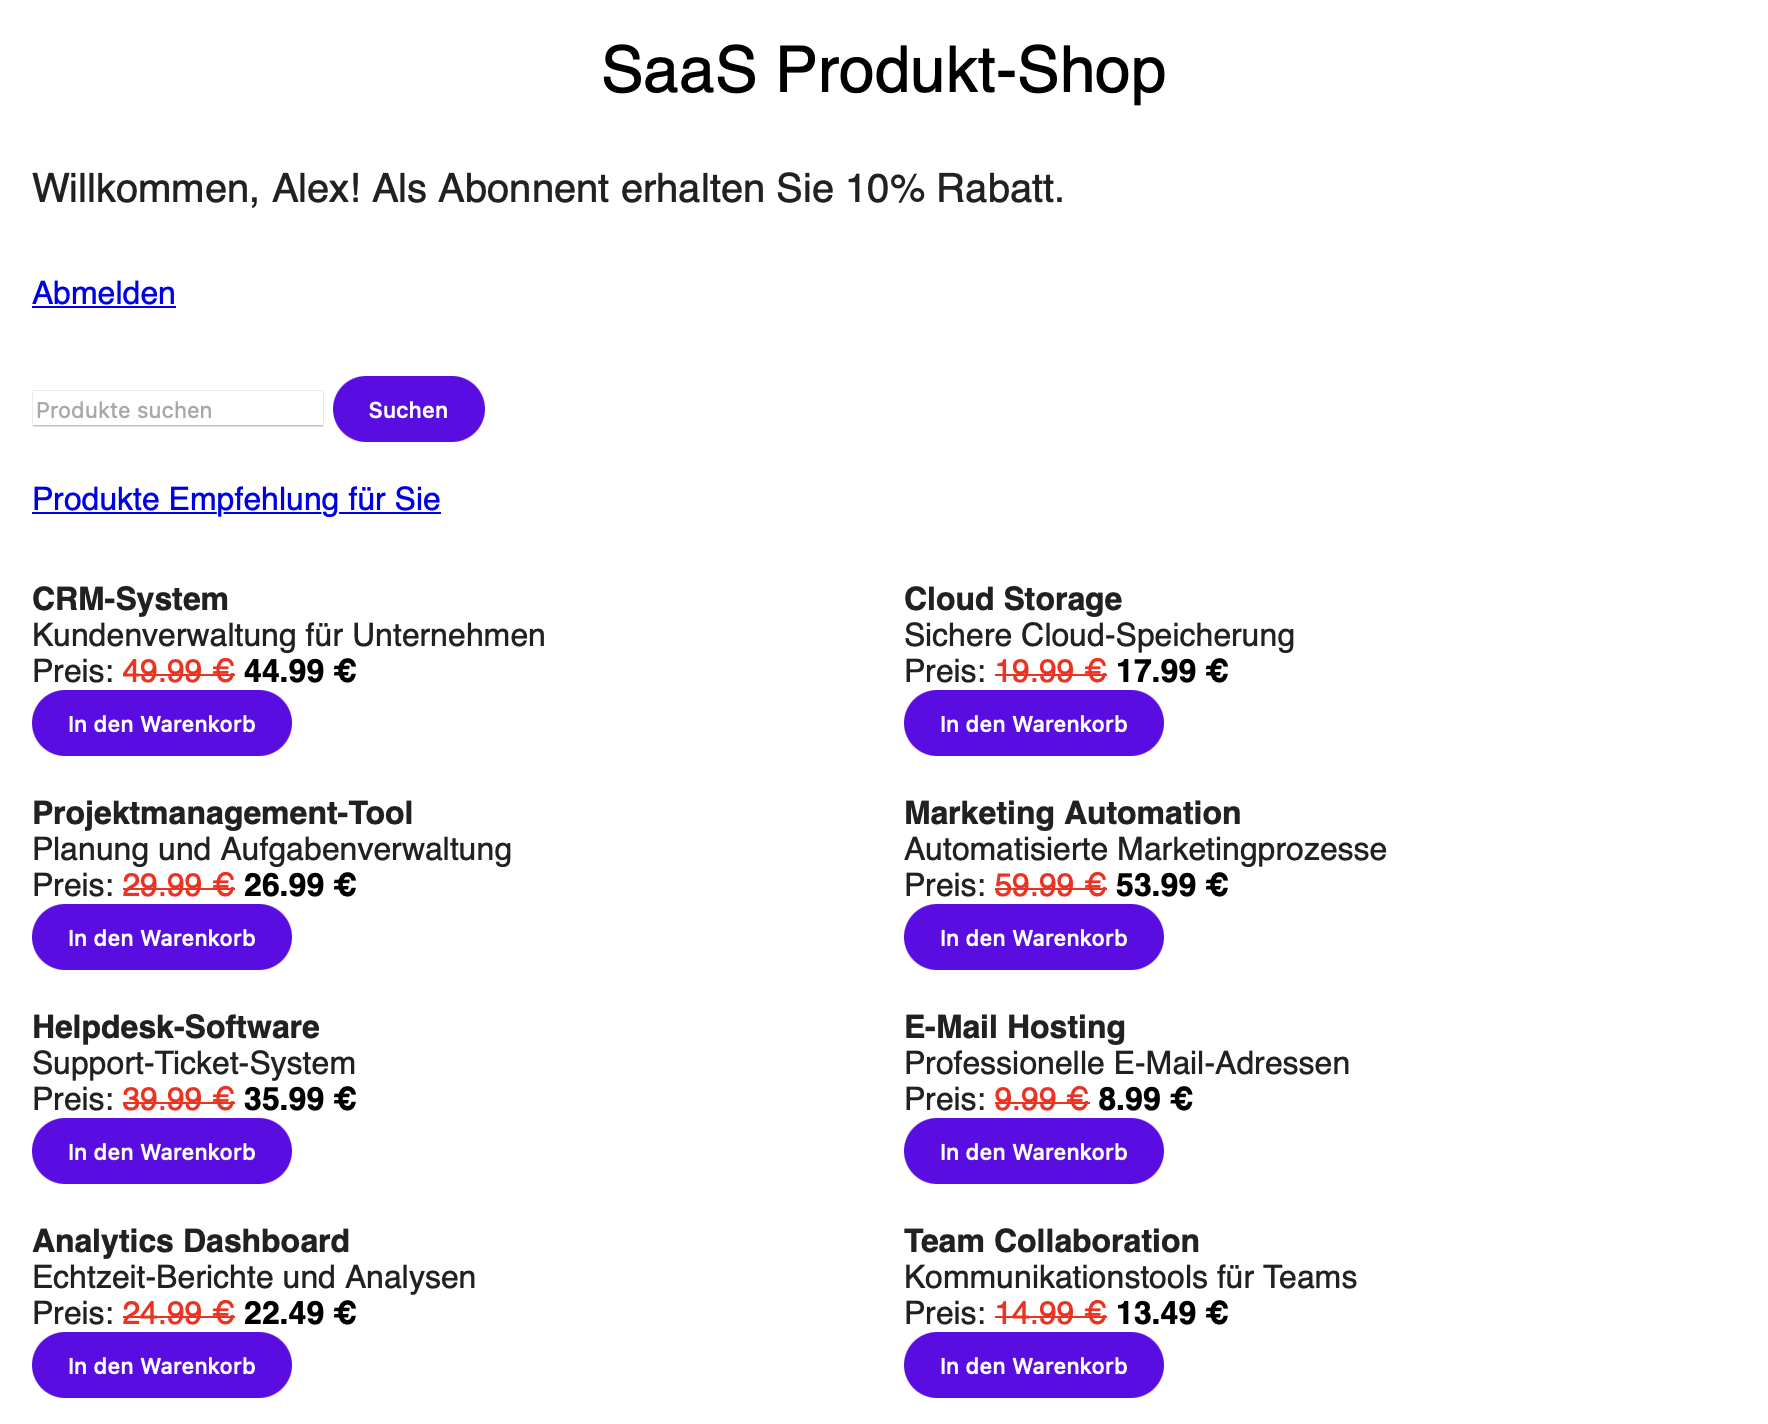 SaaS Produkt-Shop
Willkommen, Alex! Als Abonnent erhalten Sie 10% Rabatt.
Abmelden
Produkte suchen
Suchen
Produkte Empfehlung für Sie
CRM-System
Kundenverwaltung für Unternehmen
Preis: 49.99 € 44.99 €
In den Warenkorb
Cloud Storage
Sichere Cloud-Speicherung
Preis: 19.99 € 17.99 €
In den Warenkorb
Projektmanagement-Tool
Planung und Aufgabenverwaltung
Preis: 29.99 € 26.99 €
In den Warenkorb
Marketing Automation
Automatisierte Marketingprozesse
Preis: 59.99 € 53.99 €
In den Warenkorb
Helpdesk-Software
Support-Ticket-System
Preis: 39.99 € 35.99 €
In den Warenkorb
E-Mail Hosting
Professionelle E-Mail-Adressen
Preis: 9.99 € 8.99 €
In den Warenkorb
Analytics Dashboard
Echtzeit-Berichte und Analysen
Preis: 24.99 € 22.49 €
In den Warenkorb
Team Collaboration
Kommunikationstools für Teams
Preis: 14.99 € 13.49 €
In den Warenkorb